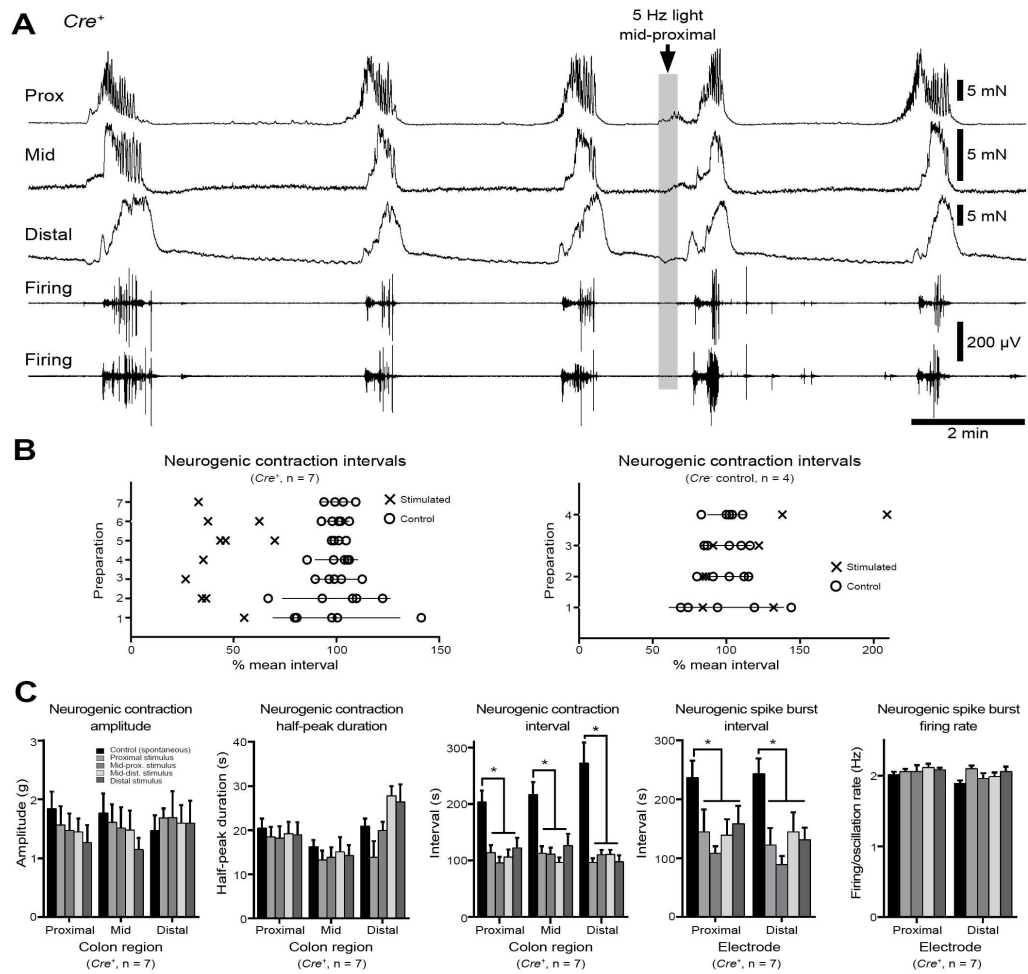 A
Cre+
5 Hz light
mid-proximal
Prox
5 mN
Mid
5 mN
Distal
5 mN
Firing
200 µV
Firing
2 min
B
Neurogenic contraction intervals
(Cre+, n = 7)
Stimulated
Control
Preparation
7
6
5
4
3
2
1
0
50
100
150
% mean interval
Neurogenic contraction intervals
(Cre- control, n = 4)
Stimulated
Control
Preparation
4
3
2
1
0
50
100
150
200
% mean interval
C
Neurogenic contraction
amplitude
Control (spontaneous)
Proximal stimulus
Mid-prox. stimulus
Mid-dist. stimulus
Distal stimulus
Amplitude (g)
3
2
1
0
Proximal Mid Distal
Colon region
(Cre+, n = 7)
Neurogenic contraction
half-peak duration
Half-peak duration (s)
40
30
20
10
0
Proximal Mid Distal
Colon region
(Cre+, n = 7)
Neurogenic contraction
interval
Interval (s)
300
200
100
0
* * *
Proximal Mid Distal
Colon region
(Cre+, n = 7)
Neurogenic spike burst
interval
Interval (s)
300
200
100
0
* *
Proximal Distal
Electrode
(Cre+, n = 7)
Neurogenic spike burst
firing rate
Firing/oscillation rate (Hz)
2
1
0
Proximal Distal
Electrode
(Cre+, n = 7)